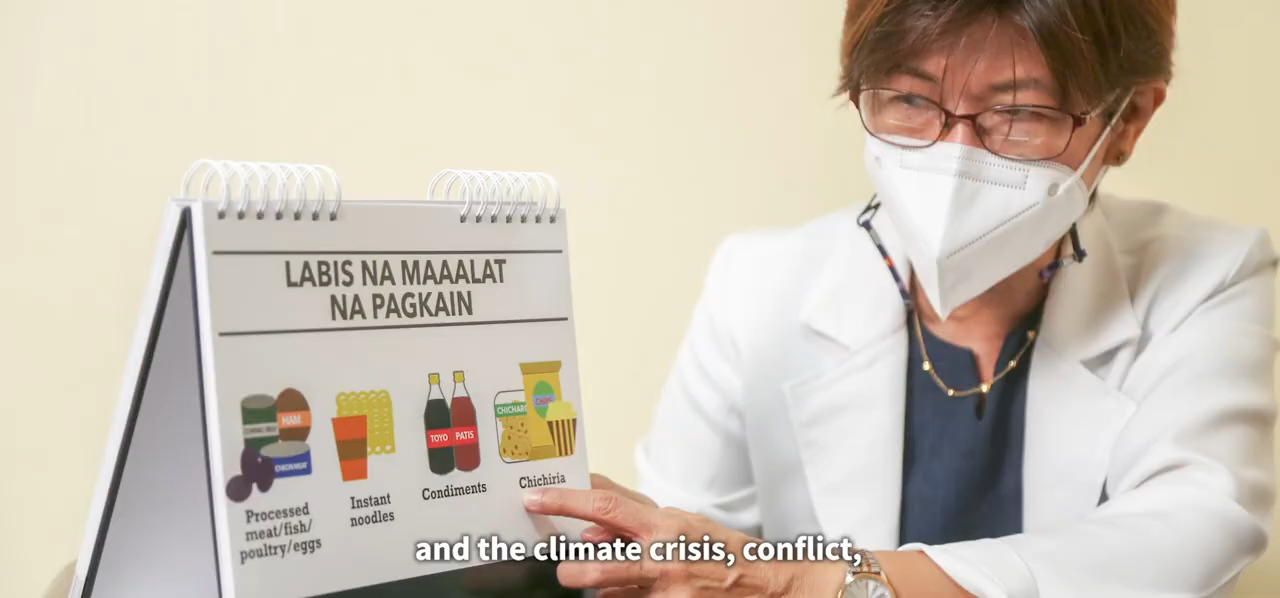 LABIS NA MAAALAT
NA PAGKAIN
HAM
TOYO
PATIS
Processed
meat/fish/
poultry/eggs
Instant
noodles
Condiments
Chichiria
and the climate crisis, conflict,